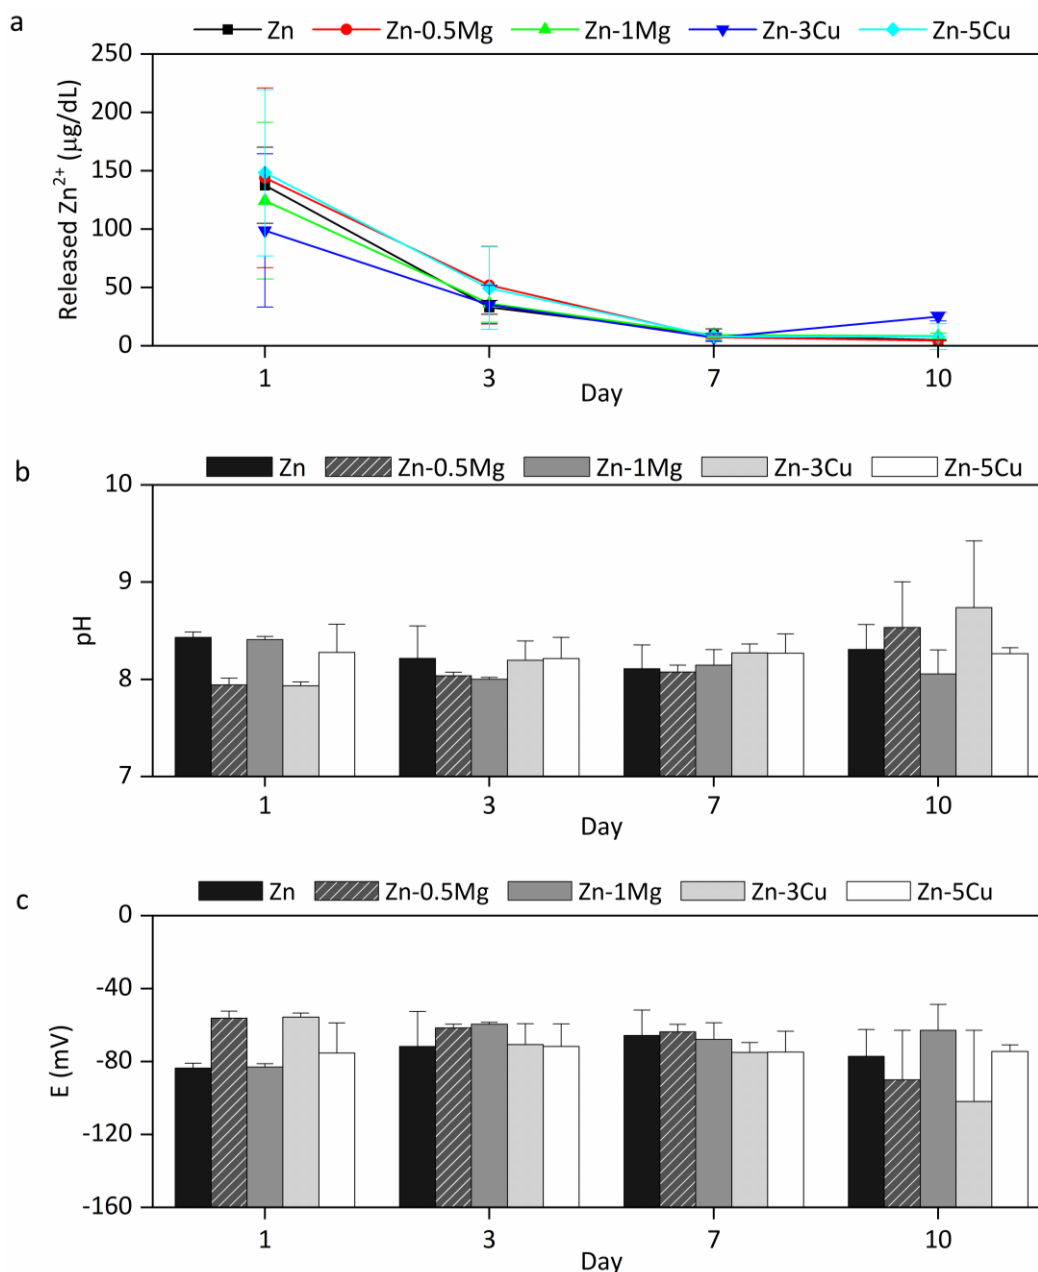 a
Zn Zn-0.5Mg Zn-1Mg Zn-3Cu Zn-5Cu
250
200
150
100
50
0
Released Zn²⁺ (µg/dL)
1 3 7 10
Day
b
Zn Zn-0.5Mg Zn-1Mg Zn-3Cu Zn-5Cu
10
9
8
7
pH
1 3 7 10
Day
c
Zn Zn-0.5Mg Zn-1Mg Zn-3Cu Zn-5Cu
0
-40
-80
-120
-160
E (mV)
1 3 7 10
Day